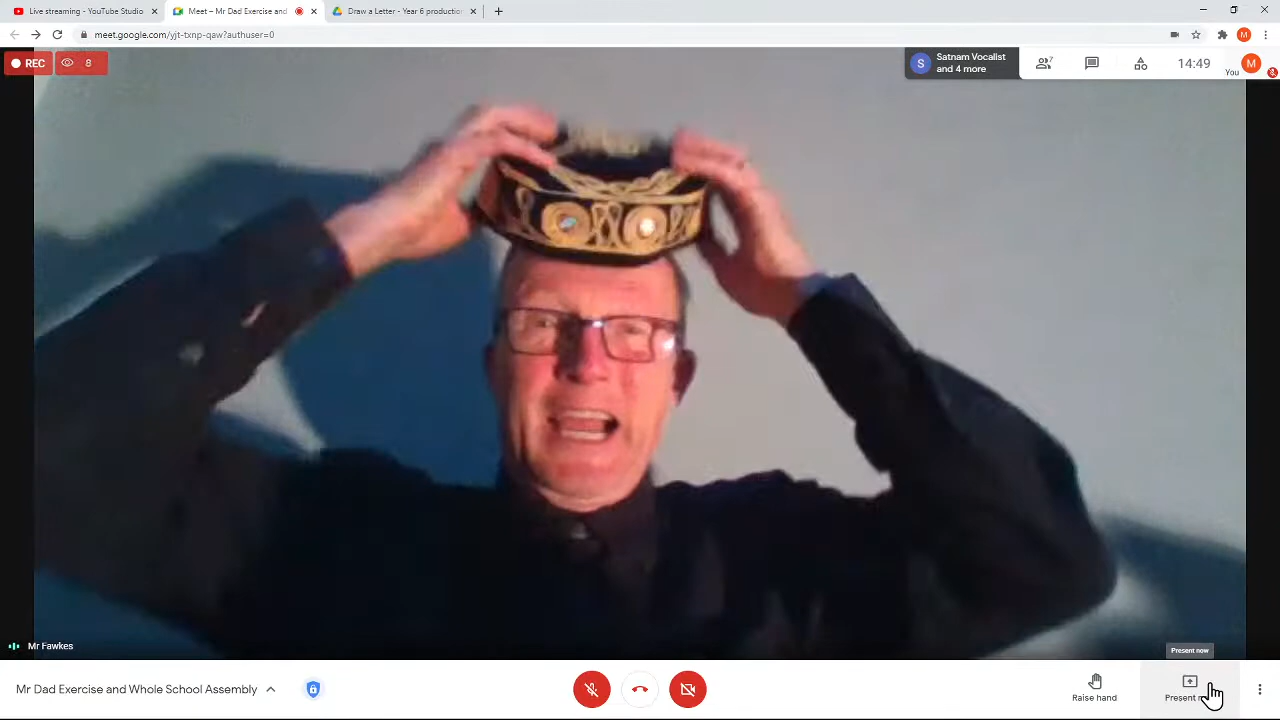 Live streaming - YouTube Studio
Meet – Mr Dad Exercise and
Draw a Letter - Year 6 production
meet.google.com/yjt-txnp-qaw?authuser=0
M
REC
8
S
Satnam Vocalist
and 4 more
7
14:49
You
M
Mr Fawkes
Present now
Mr Dad Exercise and Whole School Assembly
Raise hand
Present